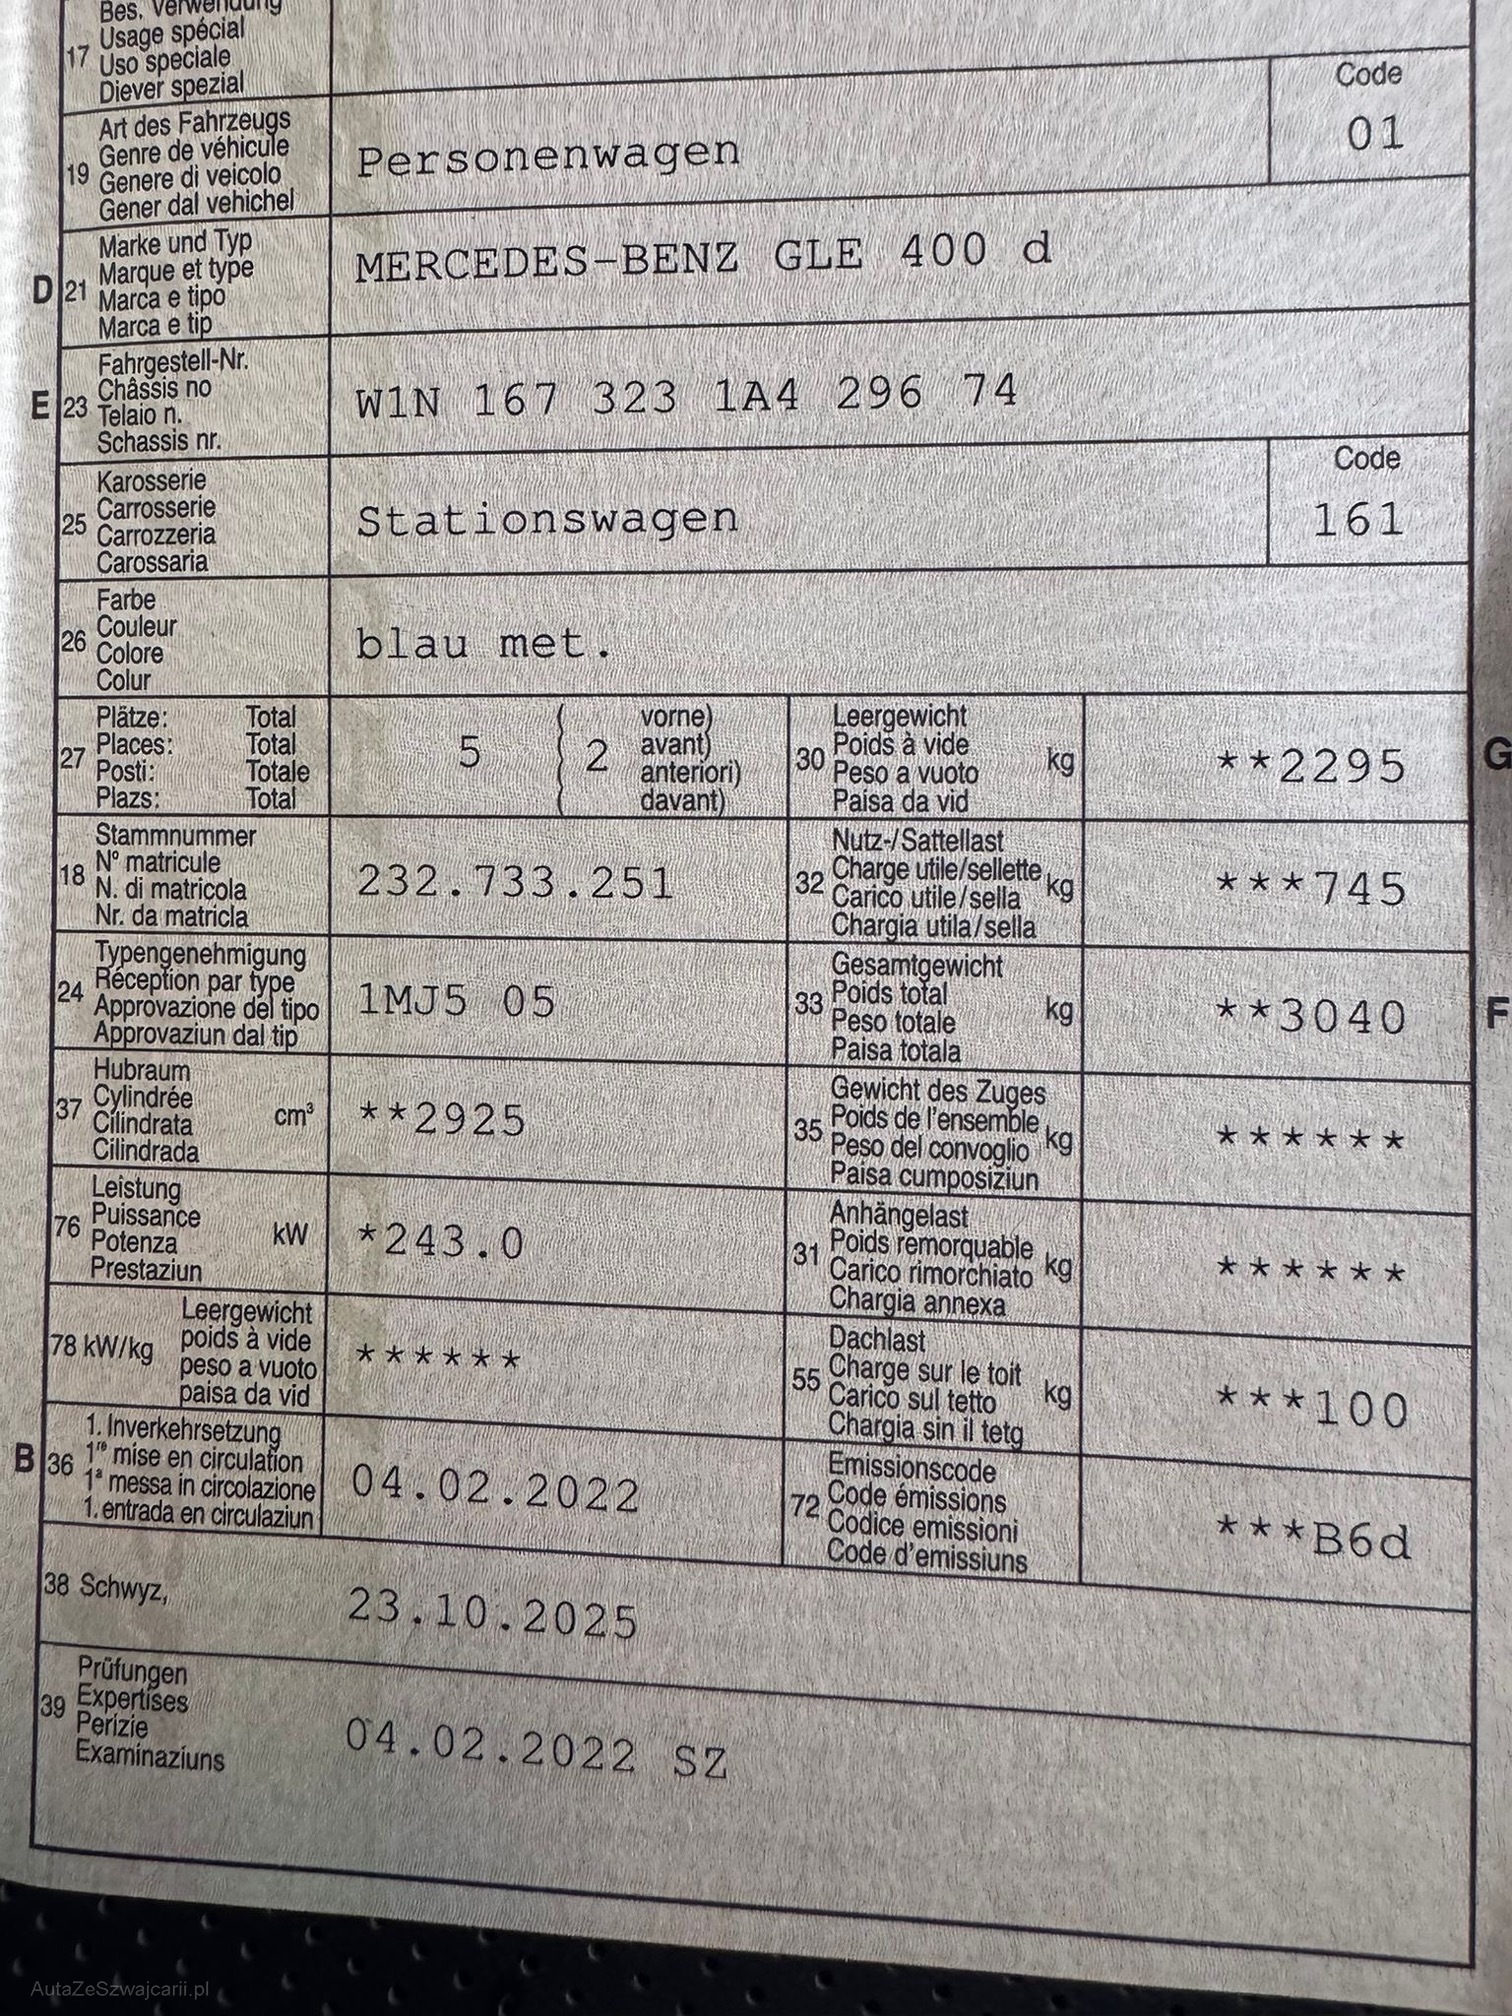 Bes. Verwendung
17 Usage spécial
Uso speciale
Diever spezial
Code
01
Art des Fahrzeugs
19 Genre de véhicule
Genere di veicolo
Gener dal vehichel
Personenwagen
D 21 Marke und Typ
Marque et type
Marca e tipo
Marca e tip
MERCEDES-BENZ GLE 400 d
E 23 Fahrgestell-Nr.
Châssis no
Telaio n.
Schassis nr.
W1N 167 323 1A4 296 74
Code
161
25 Karosserie
Carrosserie
Carrozzeria
Carossaria
Stationswagen
26 Farbe
Couleur
Colore
Colur
blau met.
27 Plätze: Total
Places: Total
Posti: Totale
Plazs: Total
5 ( 2 vorne)
( avant)
( anteriori)
( davant)
30 Leergewicht
Poids à vide kg
Peso a vuoto
Paisa da vid
**2295 G
18 Stammnummer
N° matricule
N. di matricola
Nr. da matricla
232.733.251
32 Nutz-/Sattellast
Charge utile/sellette kg
Carico utile/sella
Chargia utila/sella
***745
24 Typengenehmigung
Réception par type
Approvazione del tipo
Approvaziun dal tip
1MJ5 05
33 Gesamtgewicht
Poids total kg
Peso totale
Paisa totala
**3040 F
37 Hubraum
Cylindrée cm³
Cilindrata
Cilindrada
**2925
35 Gewicht des Zuges
Poids de l'ensemble kg
Peso del convoglio
Paisa cumposiziun
******
76 Leistung
Puissance kW
Potenza
Prestaziun
*243.0
31 Anhängelast
Poids remorquable kg
Carico rimorchiato
Chargia annexa
******
78 kW/kg Leergewicht
poids à vide
peso a vuoto
paisa da vid
******
55 Dachlast
Charge sur le toit kg
Carico sul tetto
Chargia sin il tetg
***100
B 36 1. Inverkehrsetzung
1re mise en circulation
1a messa in circolazione
1. entrada en circulaziun
04.02.2022
72 Emissionscode
Code émissions
Codice emissioni
Code d'emissiuns
***B6d
38 Schwyz, 23.10.2025
39 Prüfungen
Expertises
Perizie
Examinaziuns
04.02.2022 SZ
AutaZeSzwajcarii.pl